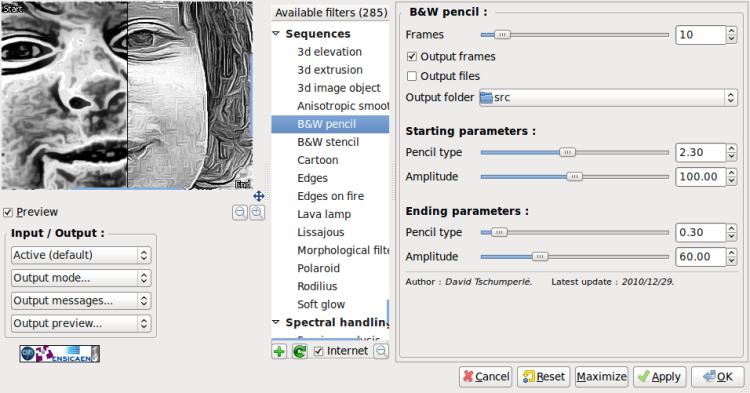 Start
End
Preview
Input / Output :
Active (default)
Output mode...
Output messages...
Output preview...
ENSICAEN
Available filters (285)
Sequences
3d elevation
3d extrusion
3d image object
Anisotropic smoot
B&W pencil
B&W stencil
Cartoon
Edges
Edges on fire
Lava lamp
Lissajous
Morphological filte
Polaroid
Rodilius
Soft glow
Spectral handling
Internet
B&W pencil :
Frames 10
Output frames
Output files
Output folder src
Starting parameters :
Pencil type 2.30
Amplitude 100.00
Ending parameters :
Pencil type 0.30
Amplitude 60.00
Author : David Tschumperlé. Latest update : 2010/12/29.
Cancel Reset Maximize Apply OK